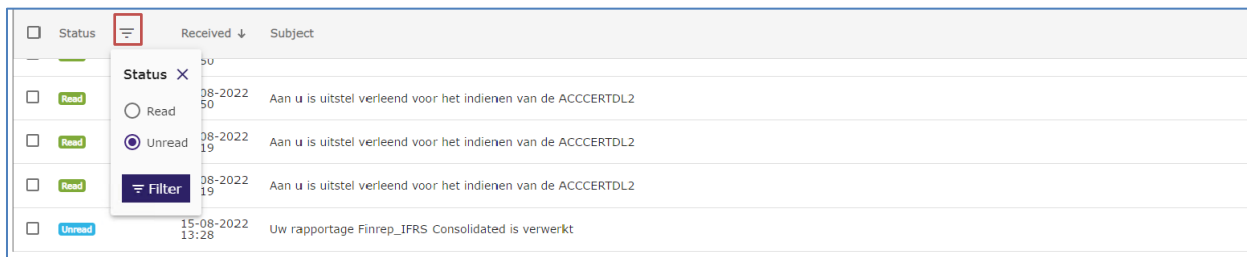 Status Received ↓ Subject
50
Status ×
Read
Unread
Filter
Read 08-2022 50 Aan u is uitstel verleend voor het indienen van de ACCCERTDL2
Read 08-2022 19 Aan u is uitstel verleend voor het indienen van de ACCCERTDL2
Read 08-2022 19 Aan u is uitstel verleend voor het indienen van de ACCCERTDL2
Unread 15-08-2022 13:28 Uw rapportage Finrep_IFRS Consolidated is verwerkt